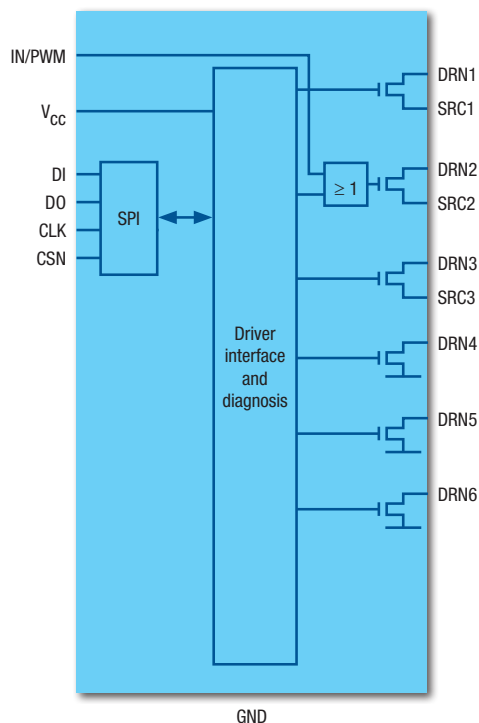 IN/PWM
V_CC
DI
DO
CLK
CSN
SPI
Driver
interface
and
diagnosis
≥ 1
DRN1
SRC1
DRN2
SRC2
DRN3
SRC3
DRN4
DRN5
DRN6
GND